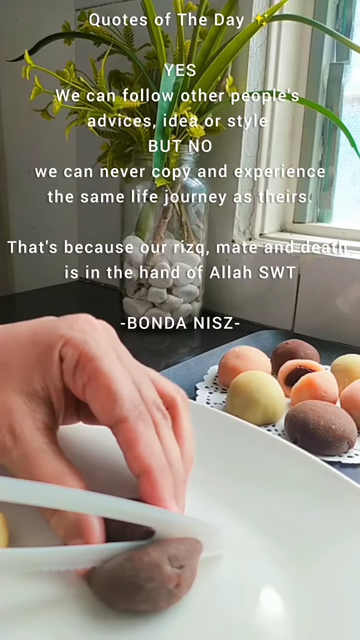 Quotes of The Day ✨
YES
We can follow other people's
advices, idea or style
BUT NO
we can never copy and experience
the same life journey as theirs.
That's because our rizq, mate and death
is in the hand of Allah SWT
-BONDA NISZ-